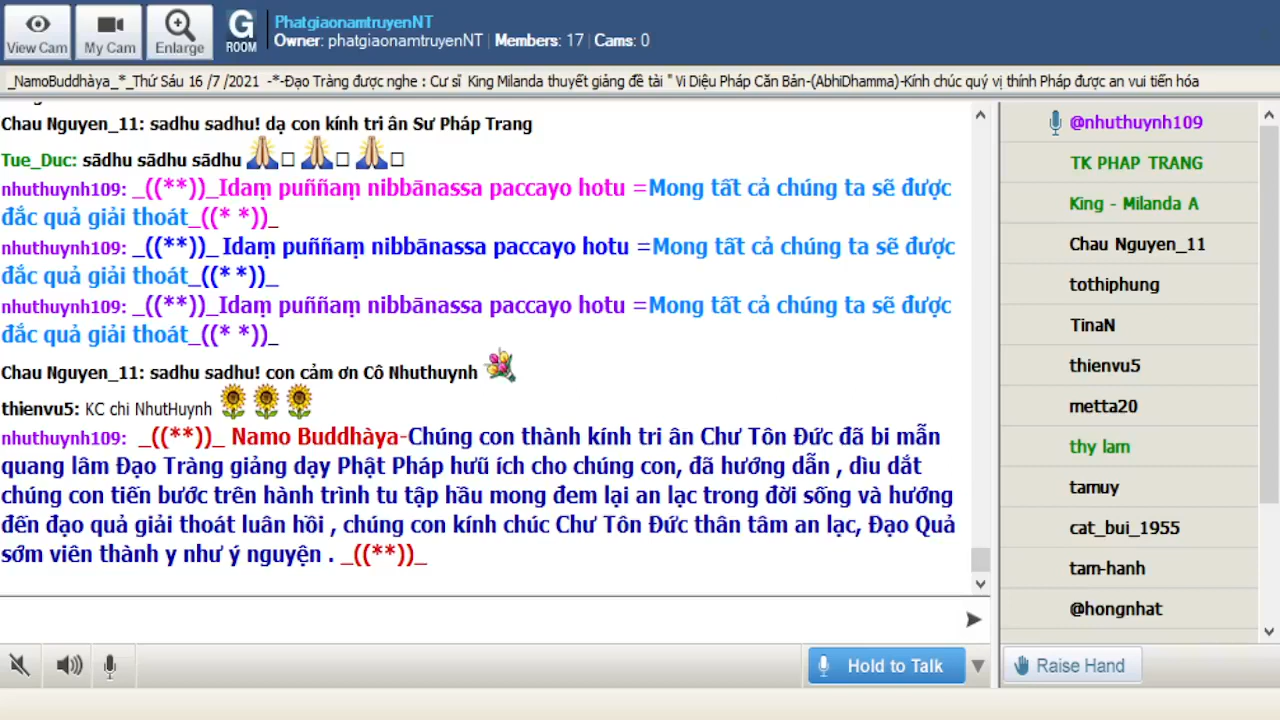 View Cam
My Cam
Enlarge
G
ROOM
PhatgiaonamtruyenNT
Owner: phatgiaonamtruyenNT | Members: 17 | Cams: 0
_NamoBuddhàya_*_Thứ Sáu 16 /7 /2021 -*-Đạo Tràng được nghe : Cư sĩ King Milanda thuyết giảng đề tài " Vi Diệu Pháp Căn Bản-(AbhiDhamma)-Kính chúc quý vị thính Pháp được an vui tiến hóa
Chau Nguyen_11: sadhu sadhu! dạ con kính tri ân Sư Pháp Trang
Tue_Duc: sādhu sādhu sādhu
nhuthuynh109: _((**))_Idaṃ puññaṃ nibbānassa paccayo hotu =Mong tất cả chúng ta sẽ được
đắc quả giải thoát_((* *))_
nhuthuynh109: _((**))_Idaṃ puññaṃ nibbānassa paccayo hotu =Mong tất cả chúng ta sẽ được
đắc quả giải thoát_((* *))_
nhuthuynh109: _((**))_Idaṃ puññaṃ nibbānassa paccayo hotu =Mong tất cả chúng ta sẽ được
đắc quả giải thoát_((* *))_
Chau Nguyen_11: sadhu sadhu! con cảm ơn Cô Nhuthuynh
thienvu5: KC chi NhutHuynh
nhuthuynh109: _((**))_ Namo Buddhàya-Chúng con thành kính tri ân Chư Tôn Đức đã bi mẫn
quang lâm Đạo Tràng giảng dạy Phật Pháp hưũ ích cho chúng con, đã hướng dẫn , dìu dắt
chúng con tiến bước trên hành trình tu tập hầu mong đem lại an lạc trong đời sống và hướng
đến đạo quả giải thoát luân hồi , chúng con kính chúc Chư Tôn Đức thân tâm an lạc, Đạo Quả
sớm viên thành y như ý nguyện . _((**))_
@nhuthuynh109
TK PHAP TRANG
King - Milanda A
Chau Nguyen_11
tothiphung
TinaN
thienvu5
metta20
thy lam
tamuy
cat_bui_1955
tam-hanh
@hongnhat
Hold to Talk
Raise Hand